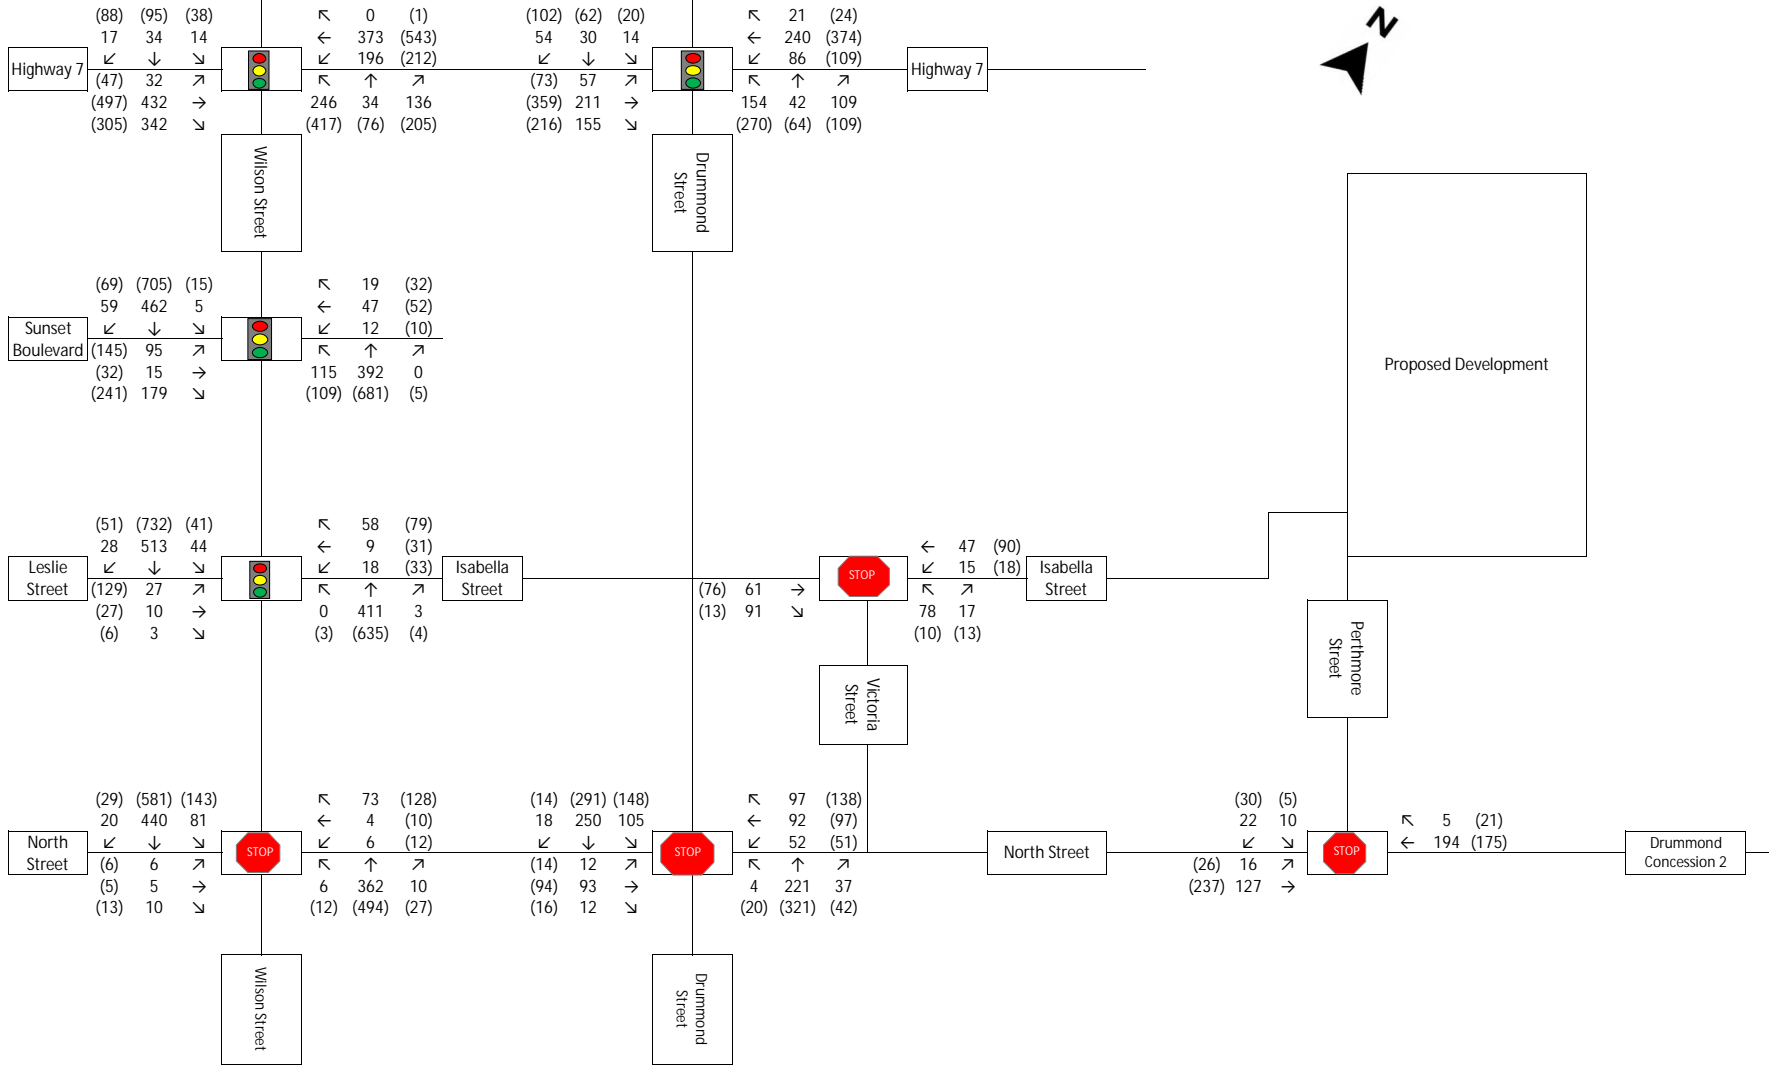 N
(88) (95) (38) ↖ 0 (1) (102) (62) (20) ↖ 21 (24)
17 34 14 ← 373 (543) 54 30 14 ← 240 (374)
↙ ↓ ↘ ↙ 196 (212) ↙ ↓ ↘ ↙ 86 (109)
Highway 7
Highway 7
(47) 32 ↗ ↖ ↑ ↗ (73) 57 ↗ ↖ ↑ ↗
(497) 432 → 246 34 136 (359) 211 → 154 42 109
(305) 342 ↘ (417) (76) (205) (216) 155 ↘ (270) (64) (109)
Wilson Street
Drummond
Street
Proposed Development
(69) (705) (15) ↖ 19 (32)
59 462 5 ← 47 (52)
↙ ↓ ↘ ↙ 12 (10)
Sunset
Boulevard
(145) 95 ↗ ↖ ↑ ↗
(32) 15 → 115 392 0
(241) 179 ↘ (109) (681) (5)
(51) (732) (41) ↖ 58 (79)
28 513 44 ← 9 (31)
↙ ↓ ↘ ↙ 18 (33)
Leslie
Street
Isabella
Street
(129) 27 ↗ ↖ ↑ ↗
(27) 10 → 0 411 3
(6) 3 ↘ (3) (635) (4)
← 47 (90)
↙ 15 (18)
STOP
Isabella
Street
(76) 61 → ↖ ↗
(13) 91 ↘ 78 17
(10) (13)
Victoria
Street
Perthmore
Street
(29) (581) (143) ↖ 73 (128) (14) (291) (148) ↖ 97 (138) (30) (5)
20 440 81 ← 4 (10) 18 250 105 ← 92 (97) 22 10 ↖ 5 (21)
↙ ↓ ↘ ↙ 6 (12) ↙ ↓ ↘ ↙ 52 (51) ↙ ↘ ← 194 (175)
North
Street
STOP
STOP
North Street
STOP
Drummond
Concession 2
(6) 6 ↗ ↖ ↑ ↗ (14) 12 ↗ ↖ ↑ ↗ (26) 16 ↗
(5) 5 → 6 362 10 (94) 93 → 4 221 37 (237) 127 →
(13) 10 ↘ (12) (494) (27) (16) 12 ↘ (20) (321) (42)
Wilson Street
Drummond
Street